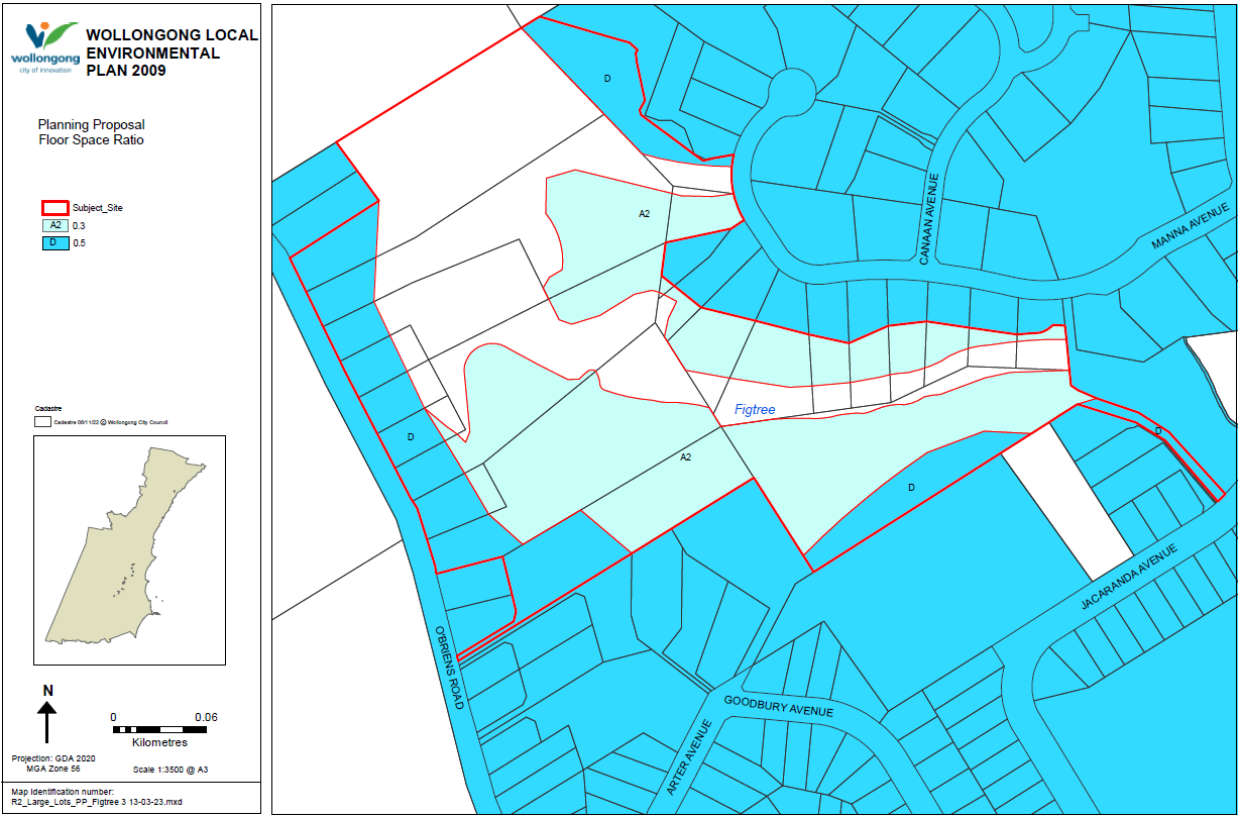 wollongong
city of innovation
WOLLONGONG LOCAL
ENVIRONMENTAL
PLAN 2009
Planning Proposal
Floor Space Ratio
Subject_Site
A2 0.3
D 0.5
Cadastre
Cadastre 08/11/22 @ Wollongong City Council
N
0 0.06
Kilometres
Projection: GDA 2020
MGA Zone 56
Scale 1:3500 @ A3
Map Identification number:
R2_Large_Lots_PP_Figtree 3 13-03-23.mxd
D
A2
CANAAN AVENUE
MANNA AVENUE
Figtree
D
A2
D
D
JACARANDA AVENUE
O'BRIENS ROAD
GOODBURY AVENUE
ARTER AVENUE